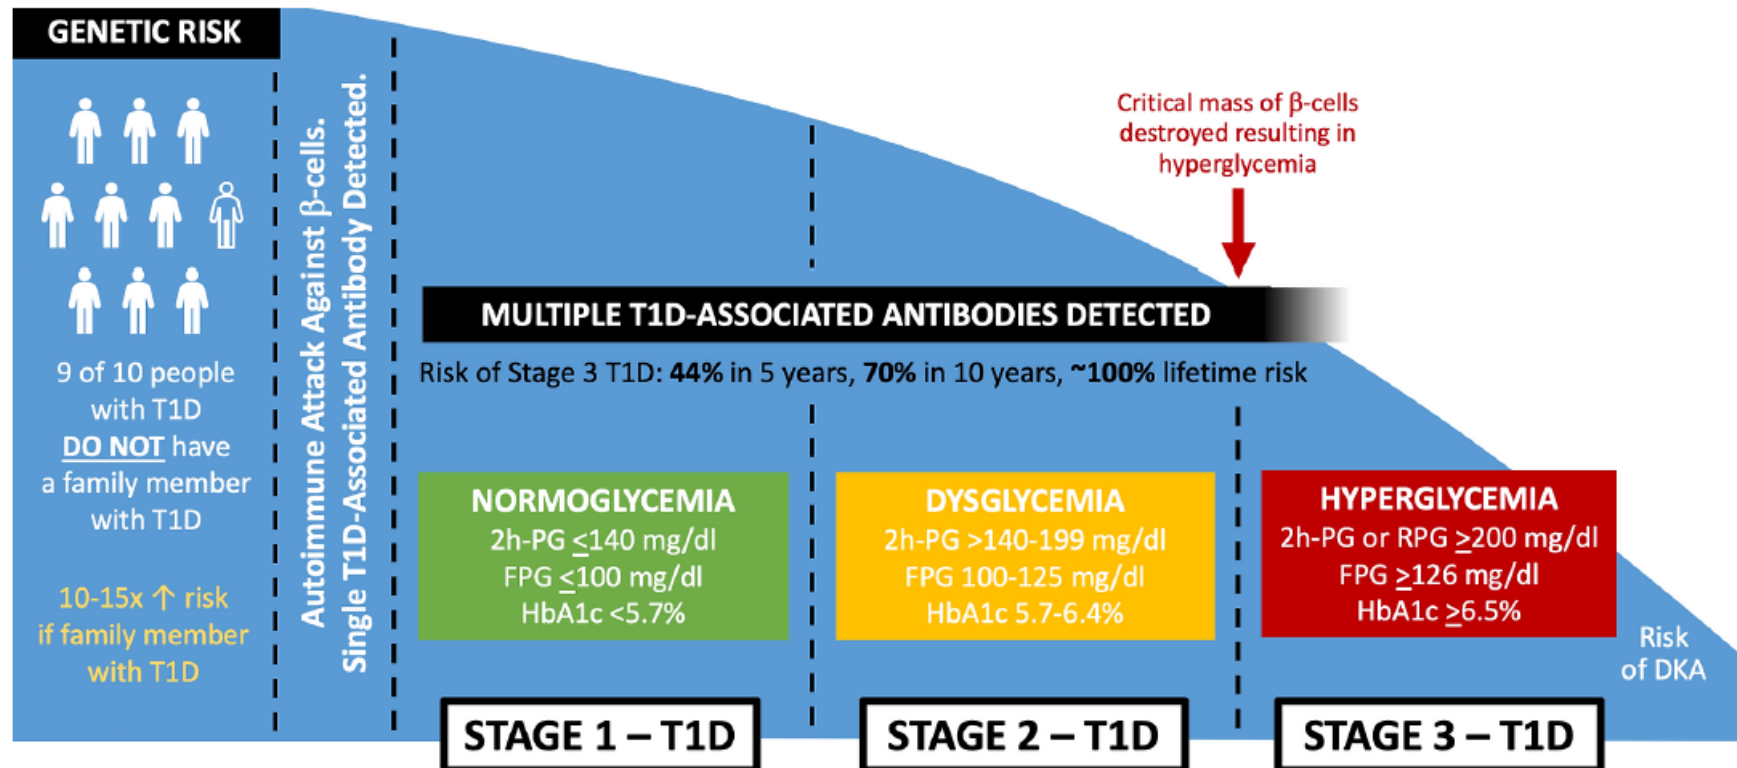 GENETIC RISK
9 of 10 people
with T1D
DO NOT have
a family member
with T1D
10-15x ↑ risk
if family member
with T1D
Autoimmune Attack Against β-cells.
Single T1D-Associated Antibody Detected.
Critical mass of β-cells
destroyed resulting in
hyperglycemia
MULTIPLE T1D-ASSOCIATED ANTIBODIES DETECTED
Risk of Stage 3 T1D: 44% in 5 years, 70% in 10 years, ~100% lifetime risk
NORMOGLYCEMIA
2h-PG ≤140 mg/dl
FPG ≤100 mg/dl
HbA1c <5.7%
DYSGLYCEMIA
2h-PG >140-199 mg/dl
FPG 100-125 mg/dl
HbA1c 5.7-6.4%
HYPERGLYCEMIA
2h-PG or RPG ≥200 mg/dl
FPG ≥126 mg/dl
HbA1c ≥6.5%
Risk
of DKA
STAGE 1 – T1D
STAGE 2 – T1D
STAGE 3 – T1D